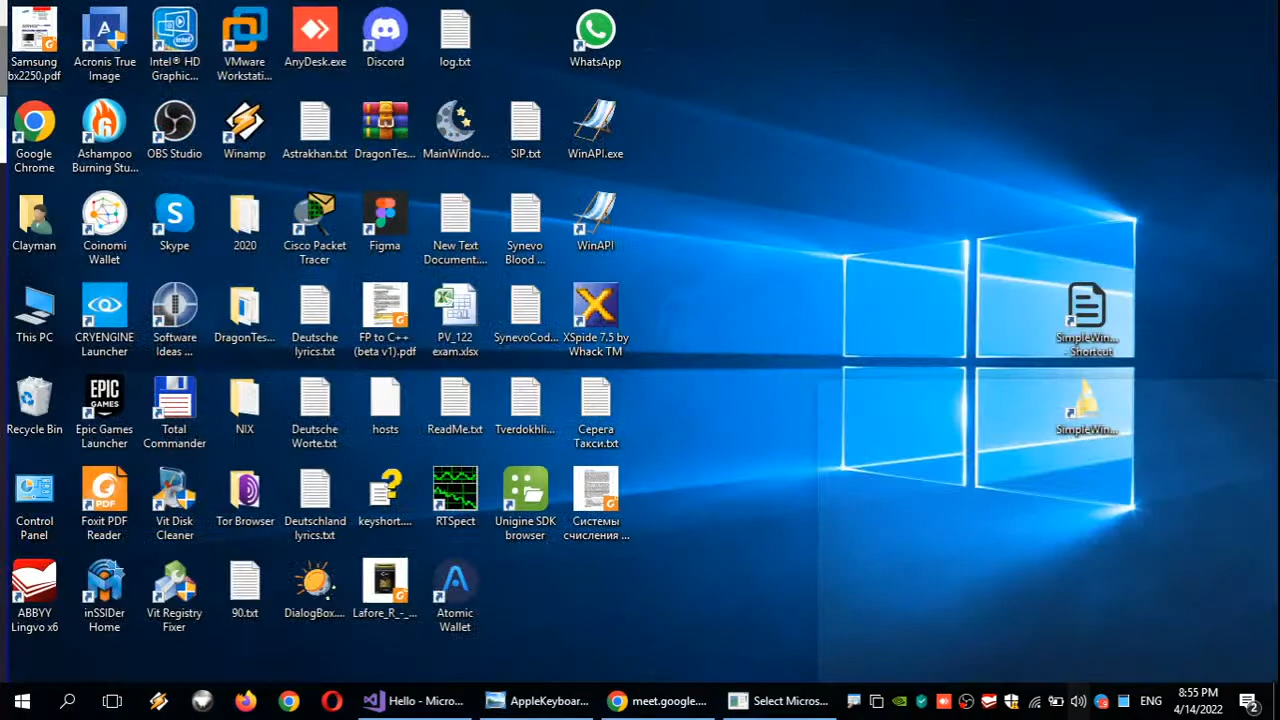 Samsung
bx2250.pdf
Acronis True
Image
Intel® HD
Graphic...
VMware
Workstati...
AnyDesk.exe
Discord
log.txt
WhatsApp
Google
Chrome
Ashampoo
Burning Stu...
OBS Studio
Winamp
Astrakhan.txt
DragonTes...
MainWindo...
SIP.txt
WinAPI.exe
Clayman
Coinomi
Wallet
Skype
2020
Cisco Packet
Tracer
Figma
New Text
Document....
Synevo
Blood ...
WinAPI
This PC
CRYENGINE
Launcher
Software
Ideas ...
DragonTes...
Deutsche
lyrics.txt
FP to C++
(beta v1).pdf
PV_122
exam.xlsx
SynevoCod...
XSpide 7.5 by
Whack TM
SimpleWin...
- Shortcut
Recycle Bin
Epic Games
Launcher
Total
Commander
NIX
Deutsche
Worte.txt
hosts
ReadMe.txt
Tverdokhli...
Серега
Такси.txt
SimpleWin...
Control
Panel
Foxit PDF
Reader
Vit Disk
Cleaner
Tor Browser
Deutschland
lyrics.txt
keyshort....
RTSpect
Unigine SDK
browser
Системы
счисления ...
ABBYY
Lingvo x6
inSSIDer
Home
Vit Registry
Fixer
90.txt
DialogBox....
Lafore_R_-_...
Atomic
Wallet
Hello - Micro...
AppleKeyboar...
meet.google....
Select Micros...
ENG
8:55 PM
4/14/2022
2